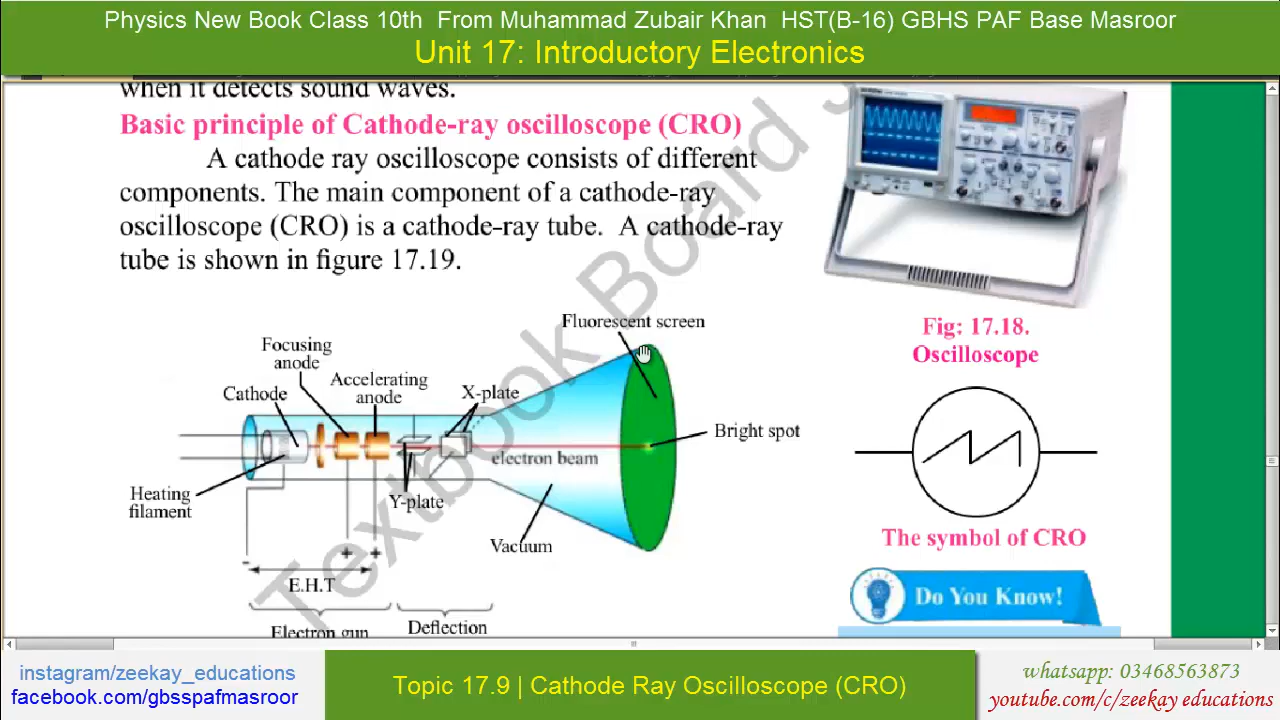 Physics New Book Class 10th From Muhammad Zubair Khan HST(B-16) GBHS PAF Base Masroor
Unit 17: Introductory Electronics
when it detects sound waves.
Basic principle of Cathode-ray oscilloscope (CRO)
A cathode ray oscilloscope consists of different
components. The main component of a cathode-ray
oscilloscope (CRO) is a cathode-ray tube. A cathode-ray
tube is shown in figure 17.19.
Fluorescent screen
Focusing
anode
Accelerating
anode
Cathode
X-plate
Bright spot
electron beam
Heating
filament
Y-plate
Vacuum
- + +
E.H.T
Electron gun
Deflection
Fig: 17.18.
Oscilloscope
The symbol of CRO
Do You Know!
Textbook Board
instagram/zeekay_educations
facebook.com/gbsspafmasroor
Topic 17.9 | Cathode Ray Oscilloscope (CRO)
whatsapp: 03468563873
youtube.com/c/zeekay educations